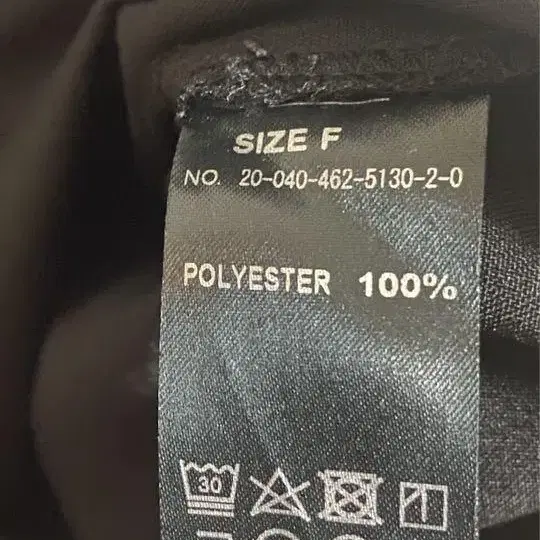 SIZE F
NO. 20-040-462-5130-2-0
POLYESTER 100%
30